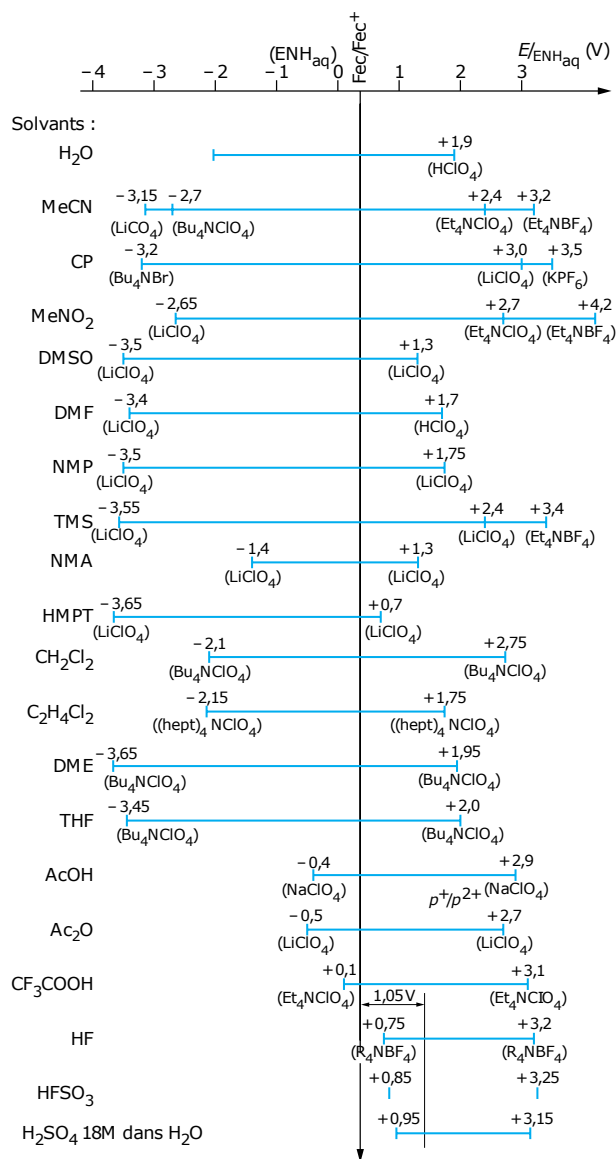 (ENH aq) Fec/Fec⁺ E/ENH aq (V)
−4 −3 −2 −1 0 1 2 3
Solvants :
H₂O +1,9
(HClO₄)
MeCN −3,15 −2,7 +2,4 +3,2
(LiCO₄) (Bu₄NClO₄) (Et₄NClO₄) (Et₄NBF₄)
CP −3,2 +3,0 +3,5
(Bu₄NBr) (LiClO₄) (KPF₆)
MeNO₂ −2,65 +2,7 +4,2
(LiClO₄) (Et₄NClO₄) (Et₄NBF₄)
DMSO −3,5 +1,3
(LiClO₄) (LiClO₄)
DMF −3,4 +1,7
(LiClO₄) (HClO₄)
NMP −3,5 +1,75
(LiClO₄) (LiClO₄)
TMS −3,55 +2,4 +3,4
(LiClO₄) (LiClO₄) (Et₄NBF₄)
NMA −1,4 +1,3
(LiClO₄) (LiClO₄)
HMPT −3,65 +0,7
(LiClO₄) (LiClO₄)
CH₂Cl₂ −2,1 +2,75
(Bu₄NClO₄) (Bu₄NClO₄)
C₂H₄Cl₂ −2,15 +1,75
((hept)₄ NClO₄) ((hept)₄ NClO₄)
DME −3,65 +1,95
(Bu₄NClO₄) (Bu₄NClO₄)
THF −3,45 +2,0
(Bu₄NClO₄) (Bu₄NClO₄)
AcOH −0,4 +2,9
(NaClO₄) (NaClO₄)
p⁺/p²⁺
Ac₂O −0,5 +2,7
(LiClO₄) (LiClO₄)
CF₃COOH +0,1 +3,1
(Et₄NClO₄) 1,05 V (Et₄NClO₄)
HF +0,75 +3,2
(R₄NBF₄) (R₄NBF₄)
HFSO₃ +0,85 +3,25
H₂SO₄ 18M dans H₂O +0,95 +3,15